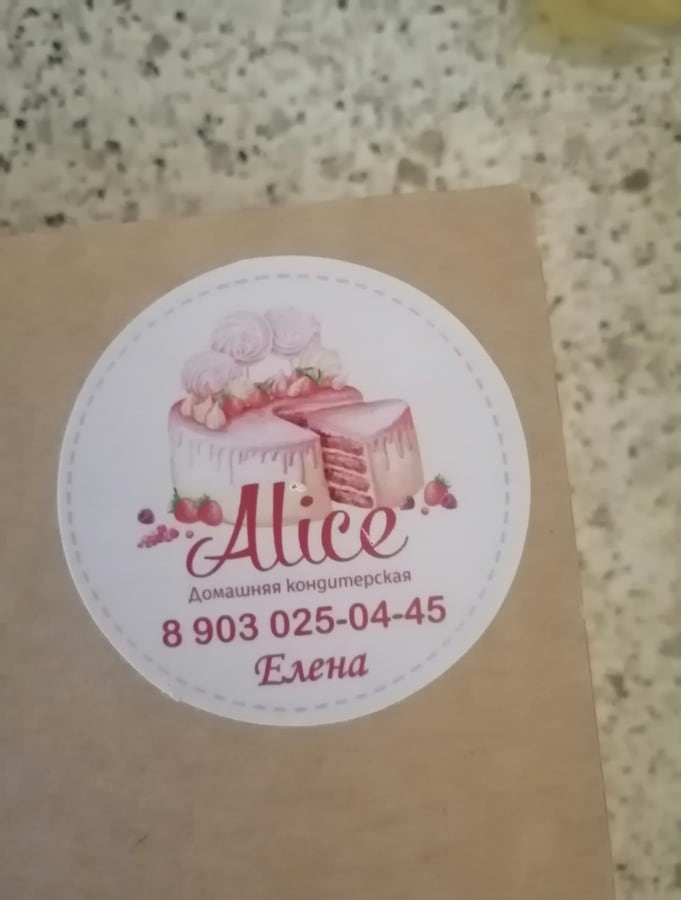 Alice
Домашняя кондитерская
8 903 025-04-45
Елена